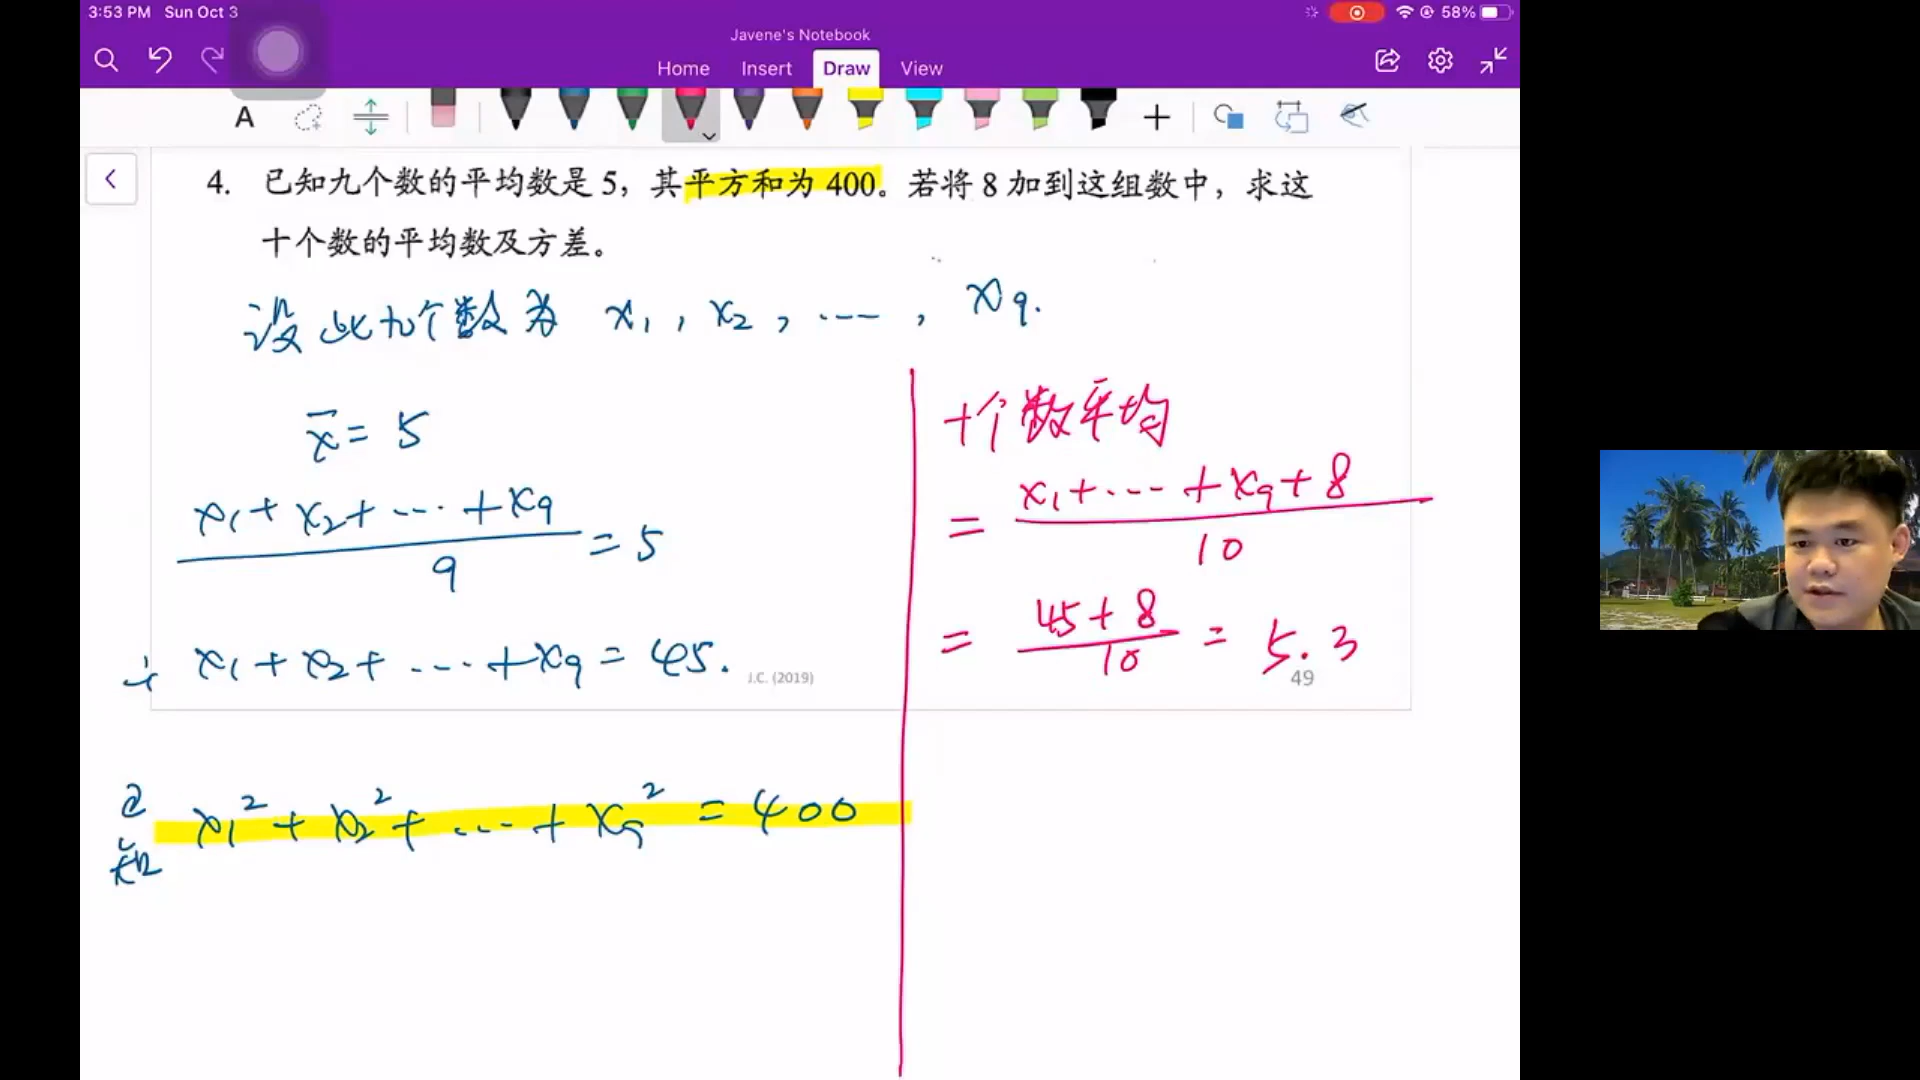 3:53 PM Sun Oct 3
58%
Javene's Notebook
Home Insert Draw View
A
4. 已知九个数的平均数是 5，其平方和为 400。若将 8 加到这组数中，求这
十个数的平均数及方差。
设此九个数为 x₁, x₂, ..., x₉.
x̄ = 5
x₁ + x₂ + ... + x₉
9
= 5
∴ x₁ + x₂ + ... + x₉ = 45.
J.C. (2019)
已知 x₁² + x₂² + ... + x₉² = 400
十个数平均
= x₁ + ... + x₉ + 8
10
= 45 + 8
10
= 5.3
49